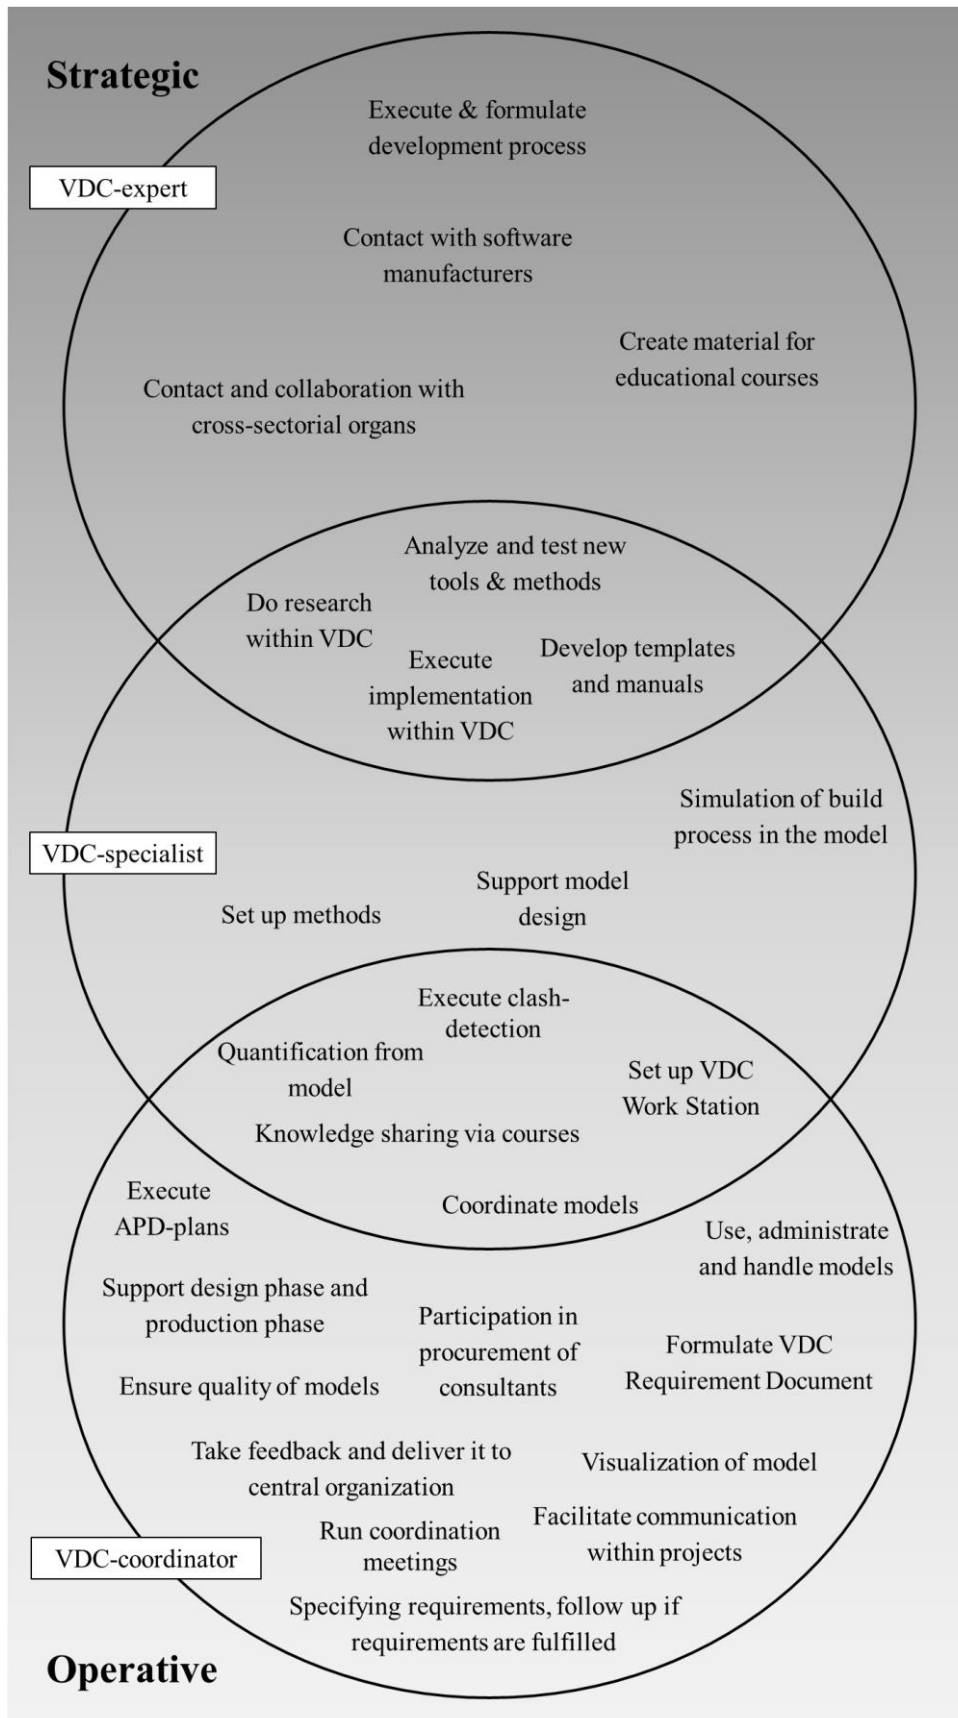 Strategic
Execute & formulate
development process
VDC-expert
Contact with software
manufacturers
Create material for
educational courses
Contact and collaboration with
cross-sectorial organs
Analyze and test new
tools & methods
Do research
within VDC
Execute
implementation
within VDC
Develop templates
and manuals
Simulation of build
process in the model
VDC-specialist
Support model
design
Set up methods
Execute clash-
detection
Quantification from
model
Set up VDC
Work Station
Knowledge sharing via courses
Execute
APD-plans
Coordinate models
Use, administrate
and handle models
Support design phase and
production phase
Participation in
procurement of
consultants
Formulate VDC
Requirement Document
Ensure quality of models
Take feedback and deliver it to
central organization
Visualization of model
Run coordination
meetings
Facilitate communication
within projects
VDC-coordinator
Specifying requirements, follow up if
requirements are fulfilled
Operative